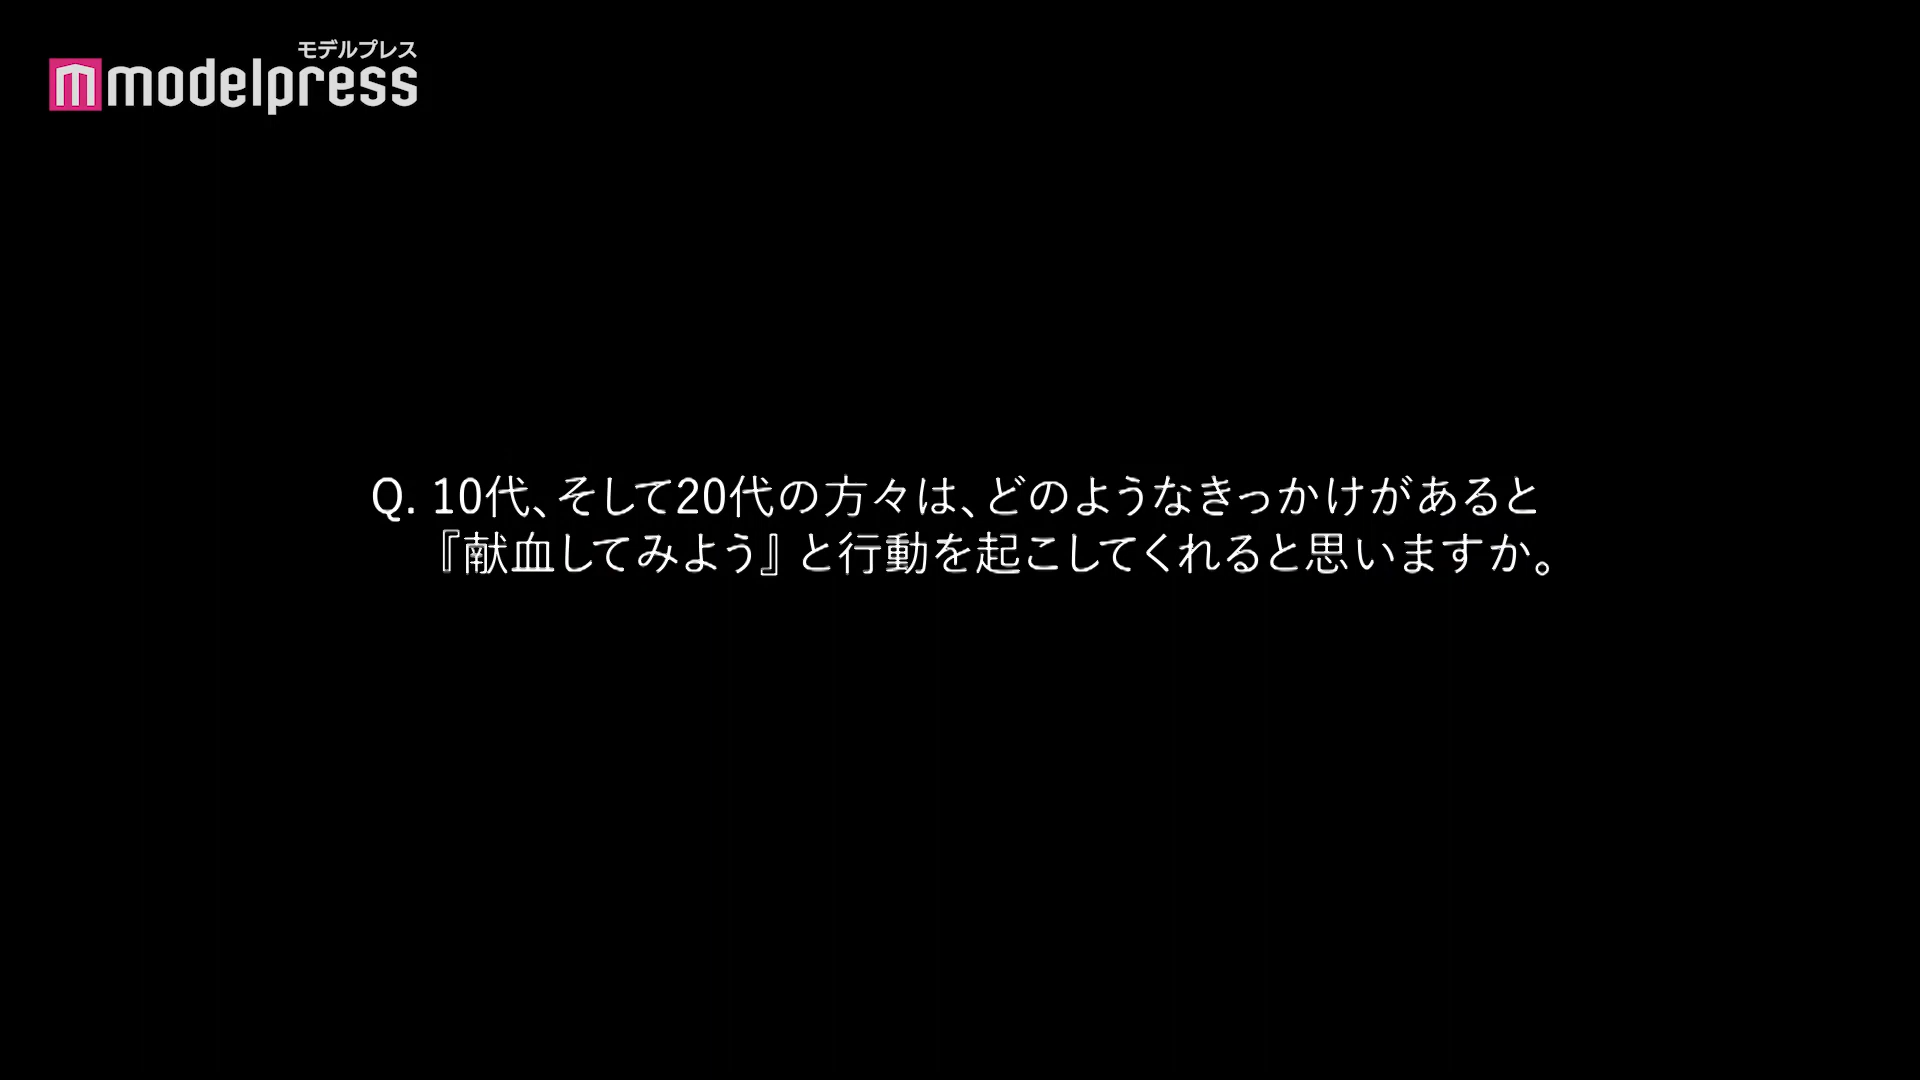 モデルプレス
modelpress
Q. 10代、そして20代の方々は、どのようなきっかけがあると
『献血してみよう』と行動を起こしてくれると思いますか。